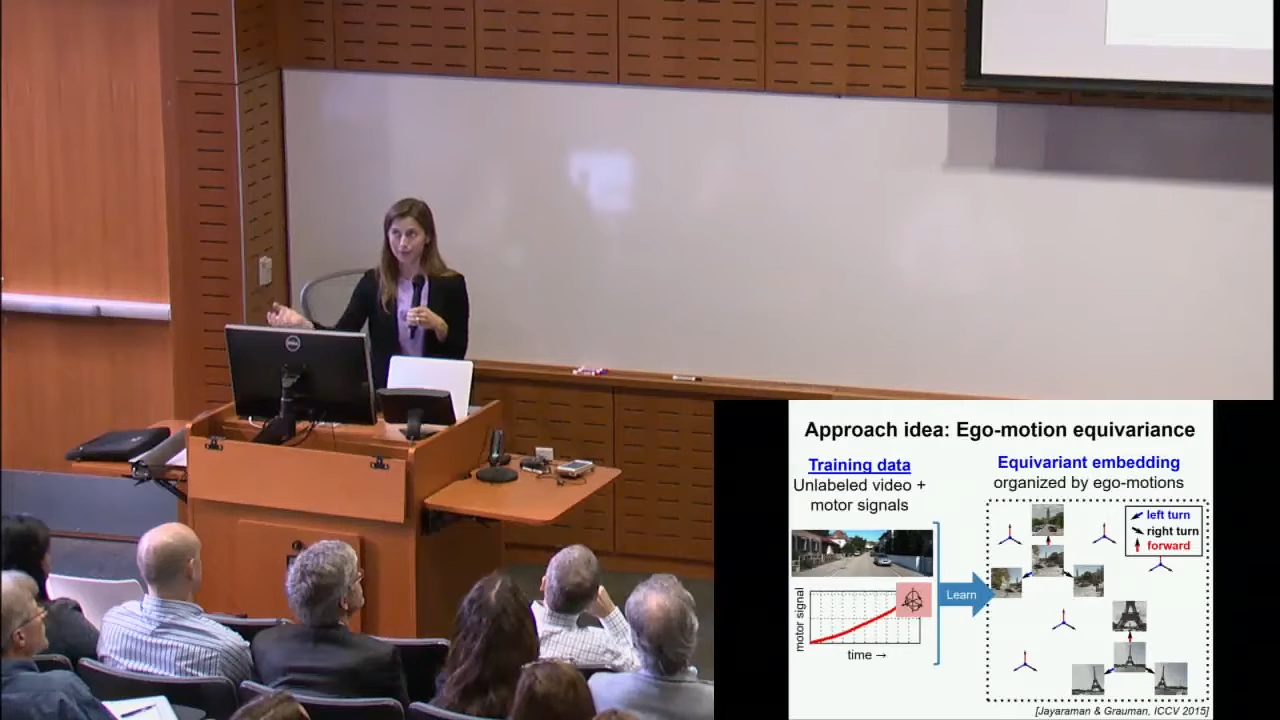 DELL
Approach idea: Ego-motion equivariance
Training data
Unlabeled video +
motor signals
motor signal
time →
Learn
Equivariant embedding
organized by ego-motions
left turn
right turn
forward
[Jayaraman & Grauman, ICCV 2015]